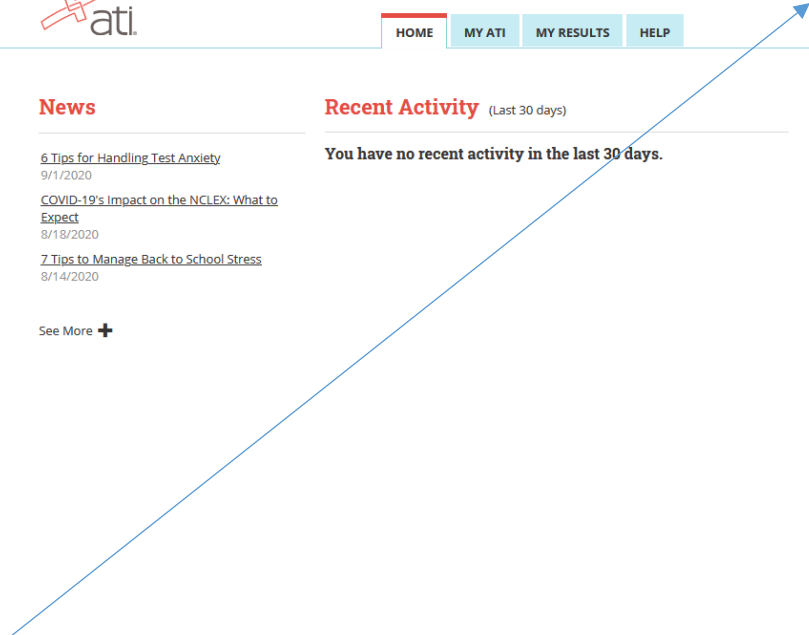 ati.
HOME
MY ATI
MY RESULTS
HELP
News
6 Tips for Handling Test Anxiety
9/1/2020
COVID-19's Impact on the NCLEX: What to
Expect
8/18/2020
7 Tips to Manage Back to School Stress
8/14/2020
See More
Recent Activity (Last 30 days)
You have no recent activity in the last 30 days.